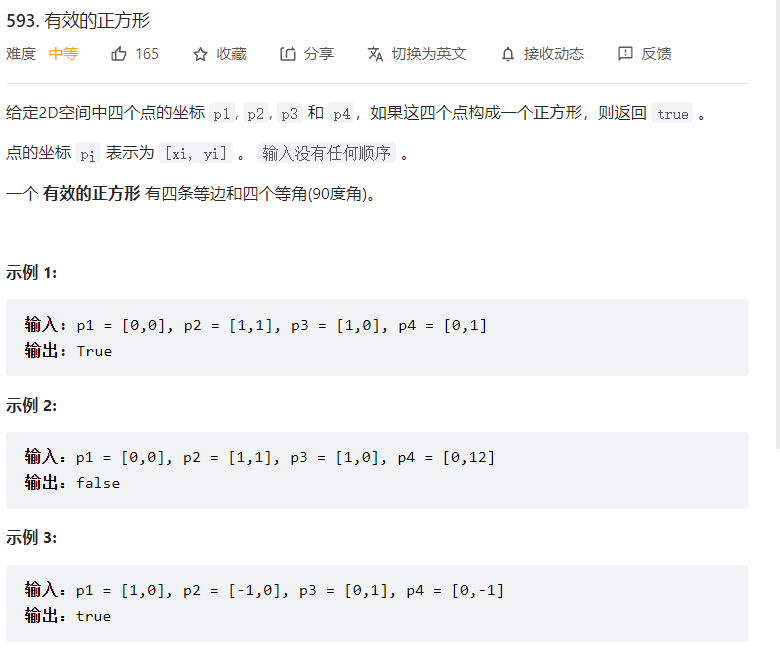 593. 有效的正方形
难度 中等 165 收藏 分享 切换为英文 接收动态 反馈
给定2D空间中四个点的坐标 p1, p2, p3 和 p4，如果这四个点构成一个正方形，则返回 true 。
点的坐标 pi 表示为 [xi, yi] 。 输入没有任何顺序 。
一个 有效的正方形 有四条等边和四个等角(90度角)。
示例 1:
输入: p1 = [0,0], p2 = [1,1], p3 = [1,0], p4 = [0,1]
输出: True
示例 2:
输入：p1 = [0,0], p2 = [1,1], p3 = [1,0], p4 = [0,12]
输出：false
示例 3:
输入：p1 = [1,0], p2 = [-1,0], p3 = [0,1], p4 = [0,-1]
输出：true